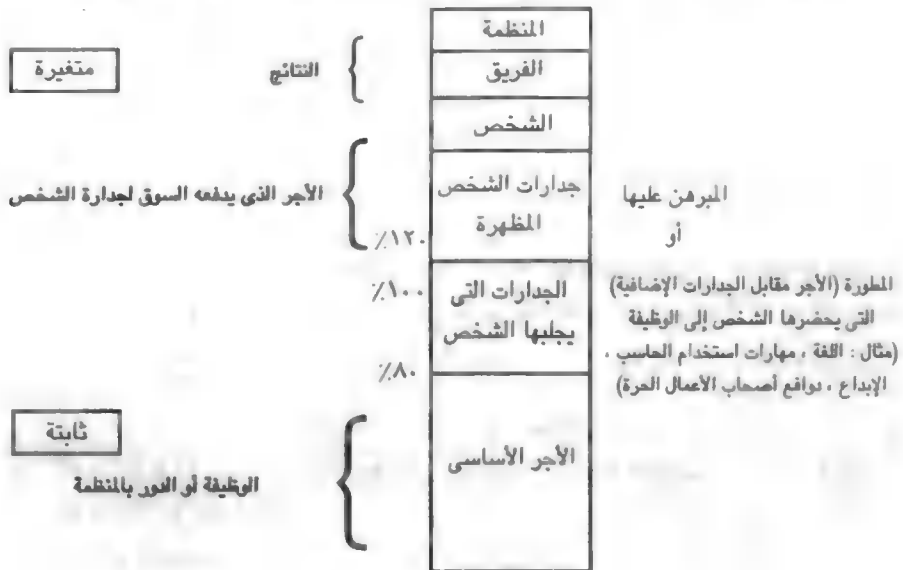 المنظمة
متغيرة
النتائج
الفريق
الشخص
الأجر الذى يدفعه السوق لجدارة الشخص
جدارات الشخص
المظهرة
المبرهن عليها
أو
٪١٢٠
٪١٠٠
الجدارات التى
يجلبها الشخص
المطورة (الأجر مقابل الجدارات الإضافية)
التى يحضرها الشخص إلى الوظيفة
(مثال : اللغة ، مهارات استخدام الحاسب ،
الإبداع ، دوافع أصحاب الأعمال الحرة)
٪٨٠
ثابتة
الوظيفة أو الدور بالمنظمة
الأجر الأساسى